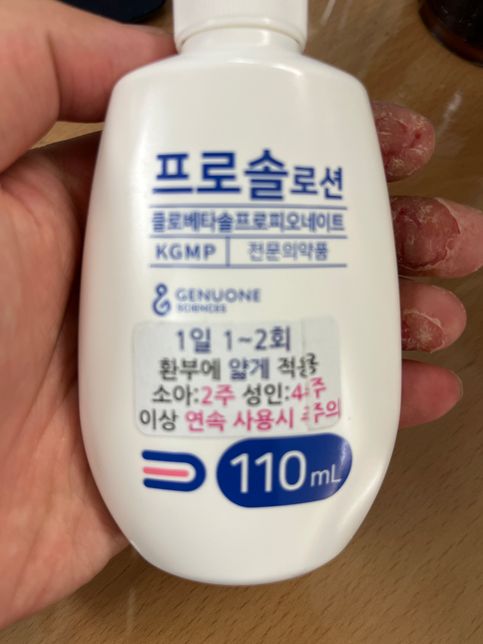 프로솔로션
클로베타솔프로피오네이트
KGMP 전문의약품
GENUONE
SCIENCES
1일 1~2회
환부에 얇게 적용
소아:2주 성인:4주
이상 연속 사용시 주의
110mL